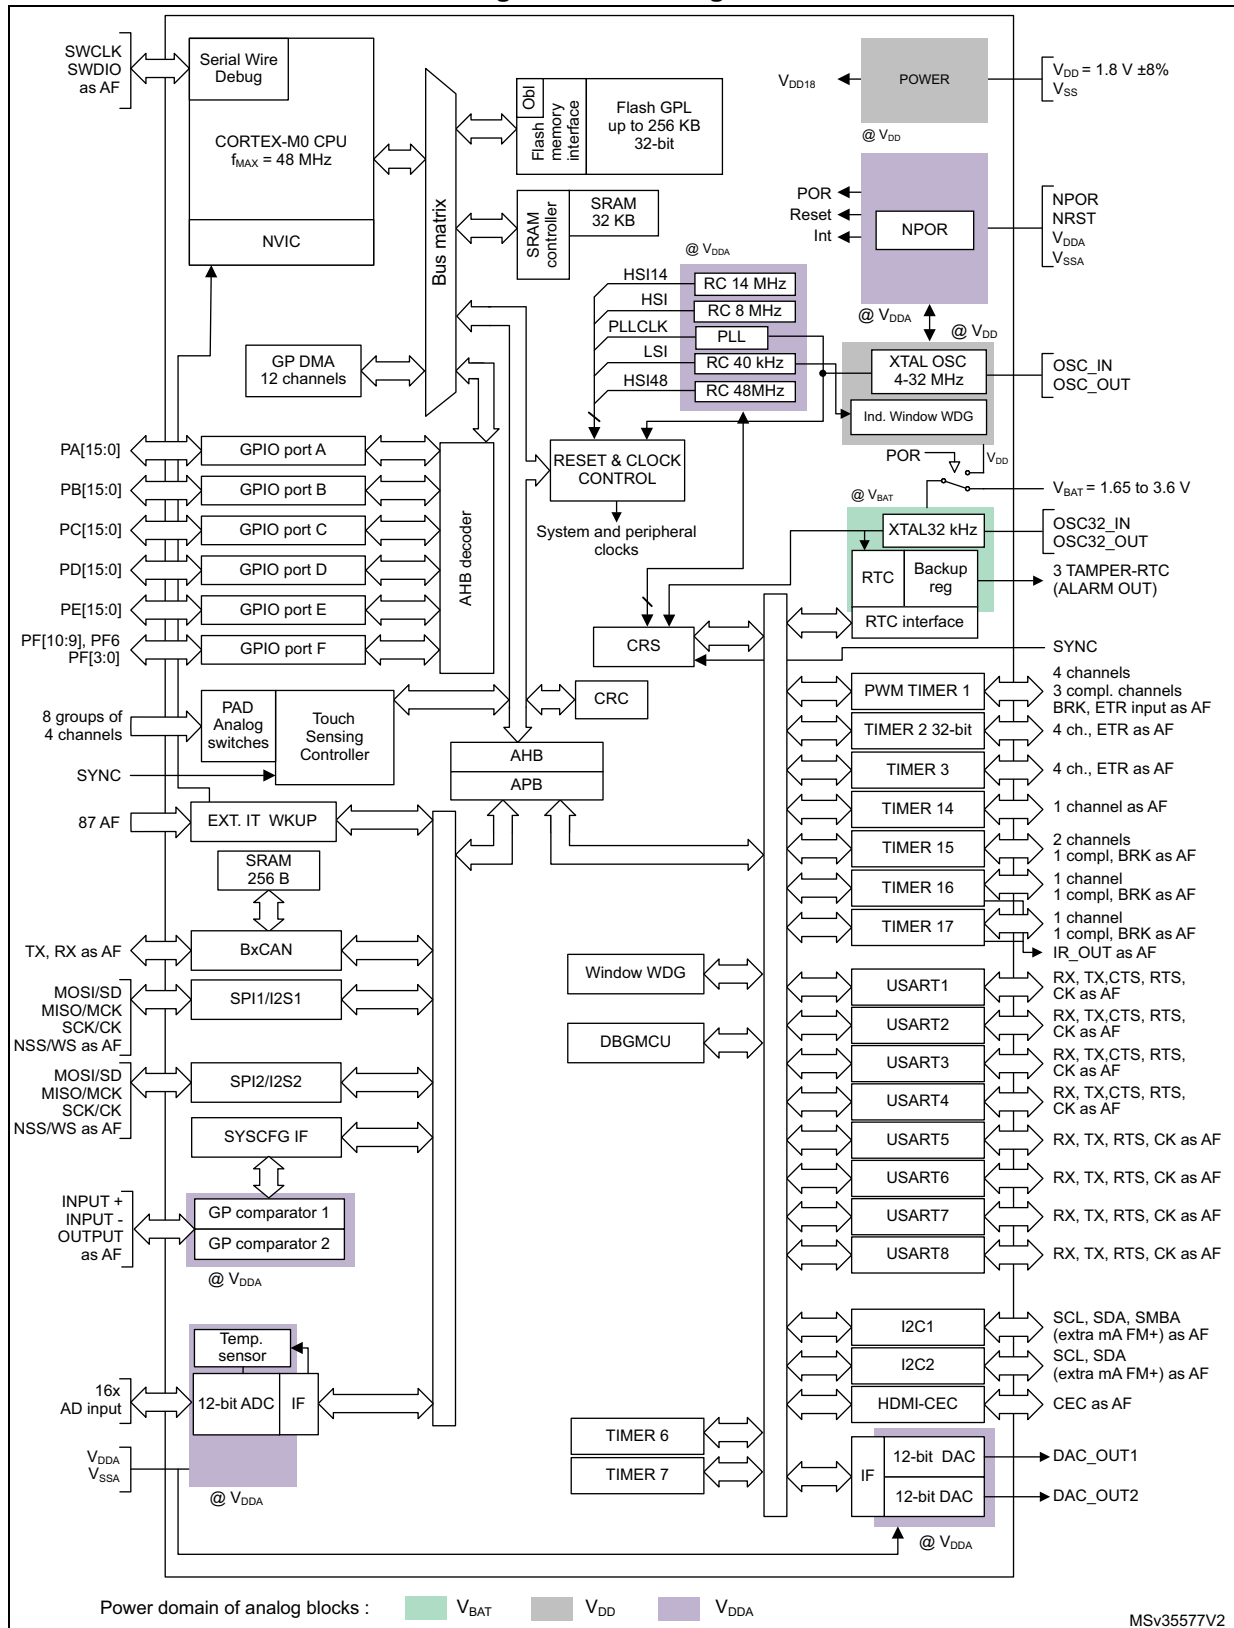 SWCLK
SWDIO
as AF
Serial Wire
Debug
CORTEX-M0 CPU
fMAX = 48 MHz
NVIC
Bus matrix
Obl
Flash
memory
interface
Flash GPL
up to 256 KB
32-bit
SRAM
controller
SRAM
32 KB
VDD18
POWER
VDD = 1.8 V ±8%
VSS
@ VDD
POR
Reset
Int
NPOR
NPOR
NRST
VDDA
VSSA
@ VDDA
@ VDDA
HSI14
RC 14 MHz
HSI
RC 8 MHz
PLLCLK
PLL
LSI
RC 40 kHz
HSI48
RC 48MHz
@ VDD
XTAL OSC
4-32 MHz
OSC_IN
OSC_OUT
Ind. Window WDG
POR
VDD
VBAT = 1.65 to 3.6 V
@ VBAT
XTAL32 kHz
OSC32_IN
OSC32_OUT
RTC
Backup
reg
3 TAMPER-RTC
(ALARM OUT)
RTC interface
GP DMA
12 channels
PA[15:0]
GPIO port A
PB[15:0]
GPIO port B
PC[15:0]
GPIO port C
PD[15:0]
GPIO port D
PE[15:0]
GPIO port E
PF[10:9], PF6
PF[3:0]
GPIO port F
AHB decoder
RESET & CLOCK
CONTROL
System and peripheral
clocks
CRS
SYNC
8 groups of
4 channels
PAD
Analog
switches
Touch
Sensing
Controller
SYNC
CRC
AHB
APB
87 AF
EXT. IT WKUP
SRAM
256 B
TX, RX as AF
BxCAN
MOSI/SD
MISO/MCK
SCK/CK
NSS/WS as AF
SPI1/I2S1
MOSI/SD
MISO/MCK
SCK/CK
NSS/WS as AF
SPI2/I2S2
SYSCFG IF
INPUT +
INPUT -
OUTPUT
as AF
GP comparator 1
GP comparator 2
@ VDDA
Temp.
sensor
16x
AD input
12-bit ADC
IF
VDDA
VSSA
@ VDDA
PWM TIMER 1
4 channels
3 compl. channels
BRK, ETR input as AF
TIMER 2 32-bit
4 ch., ETR as AF
TIMER 3
4 ch., ETR as AF
TIMER 14
1 channel as AF
TIMER 15
2 channels
1 compl, BRK as AF
TIMER 16
1 channel
1 compl, BRK as AF
TIMER 17
1 channel
1 compl, BRK as AF
IR_OUT as AF
Window WDG
DBGMCU
USART1
RX, TX,CTS, RTS,
CK as AF
USART2
RX, TX,CTS, RTS,
CK as AF
USART3
RX, TX,CTS, RTS,
CK as AF
USART4
RX, TX,CTS, RTS,
CK as AF
USART5
RX, TX, RTS, CK as AF
USART6
RX, TX, RTS, CK as AF
USART7
RX, TX, RTS, CK as AF
USART8
RX, TX, RTS, CK as AF
I2C1
SCL, SDA, SMBA
(extra mA FM+) as AF
I2C2
SCL, SDA
(extra mA FM+) as AF
HDMI-CEC
CEC as AF
TIMER 6
TIMER 7
IF
12-bit DAC
DAC_OUT1
12-bit DAC
DAC_OUT2
@ VDDA
Power domain of analog blocks :
VBAT
VDD
VDDA
MSv35577V2